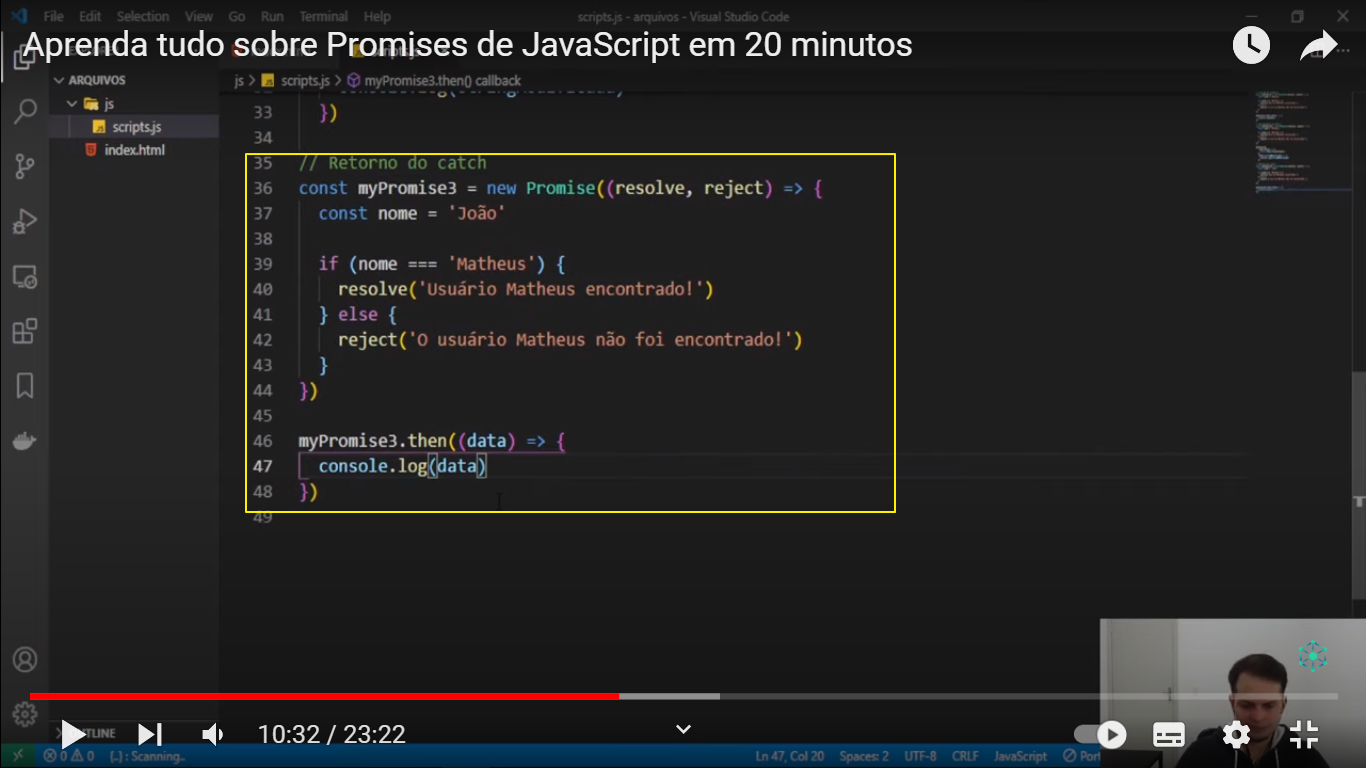 File Edit Selection View Go Run Terminal Help
scripts.js - arquivos - Visual Studio Code
Aprenda tudo sobre Promises de JavaScript em 20 minutos
ARQUIVOS
js
scripts.js
index.html
js > scripts.js > myPromise3.then() callback
33 })
34
35 // Retorno do catch
36 const myPromise3 = new Promise((resolve, reject) => {
37 const nome = 'João'
38
39 if (nome === 'Matheus') {
40 resolve('Usuário Matheus encontrado!')
41 } else {
42 reject('O usuário Matheus não foi encontrado!')
43 }
44 })
45
46 myPromise3.then((data) => {
47 console.log(data)
48 })
49
10:32 / 23:22
0 0 {..} : Scanning..
Ln 47, Col 20 Spaces: 2 UTF-8 CRLF JavaScript